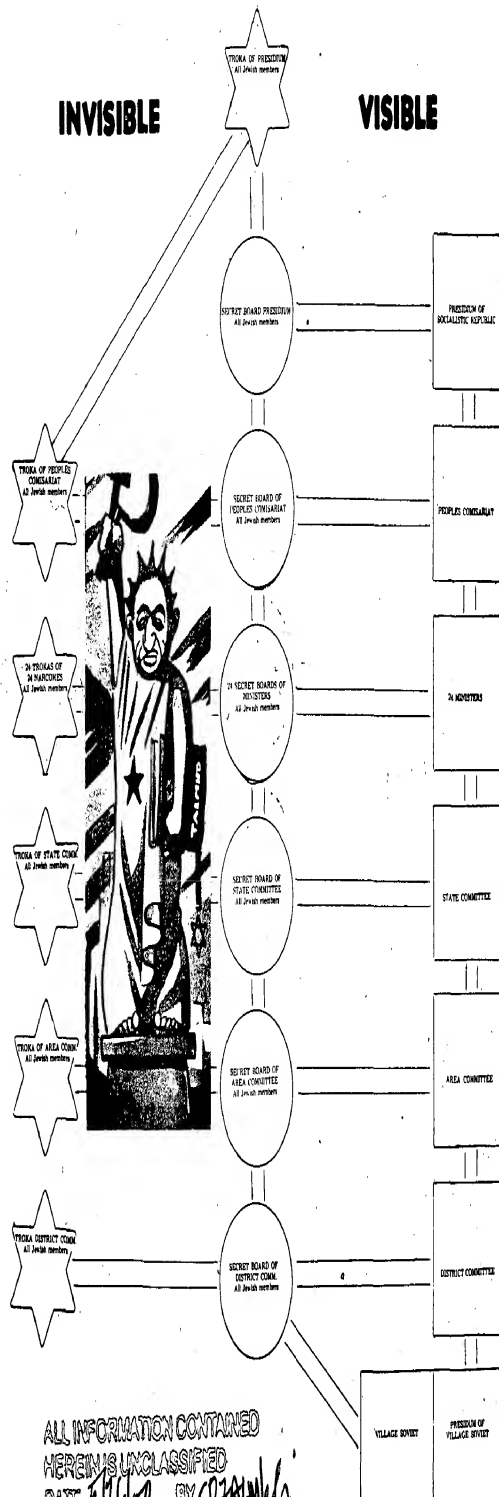 TROKA OF PRESIDIUM
All Jewish members
INVISIBLE
VISIBLE
SECRET BOARD PRESIDIUM
All Jewish members
PRESIDIUM OF
SOCIALISTIC REPUBLIC
TROKA OF PEOPLES
COMISARIAT
All Jewish members
SECRET BOARD OF
PEOPLES COMISARIAT
All Jewish members
PEOPLES COMISARIAT
24 TROKAS OF
24 NARCOMES
All Jewish members
24 SECRET BOARDS OF
MINISTERS
All Jewish members
24 MINISTERS
TALMUD
TROKA OF STATE COMM.
All Jewish members
SECRET BOARD OF
STATE COMMITTEE
All Jewish members
STATE COMMITTEE
TROKA OF AREA COMM.
All Jewish members
SECRET BOARD OF
AREA COMMITTEE
All Jewish members
AREA COMMITTEE
TROKA DISTRICT COMM.
All Jewish members
SECRET BOARD OF
DISTRICT COMM.
All Jewish members
DISTRICT COMMITTEE
VILLAGE SOVIET
PRESIDUM OF
VILLAGE SOVIET
ALL INFORMATION CONTAINED
HEREIN IS UNCLASSIFIED
DATE BY